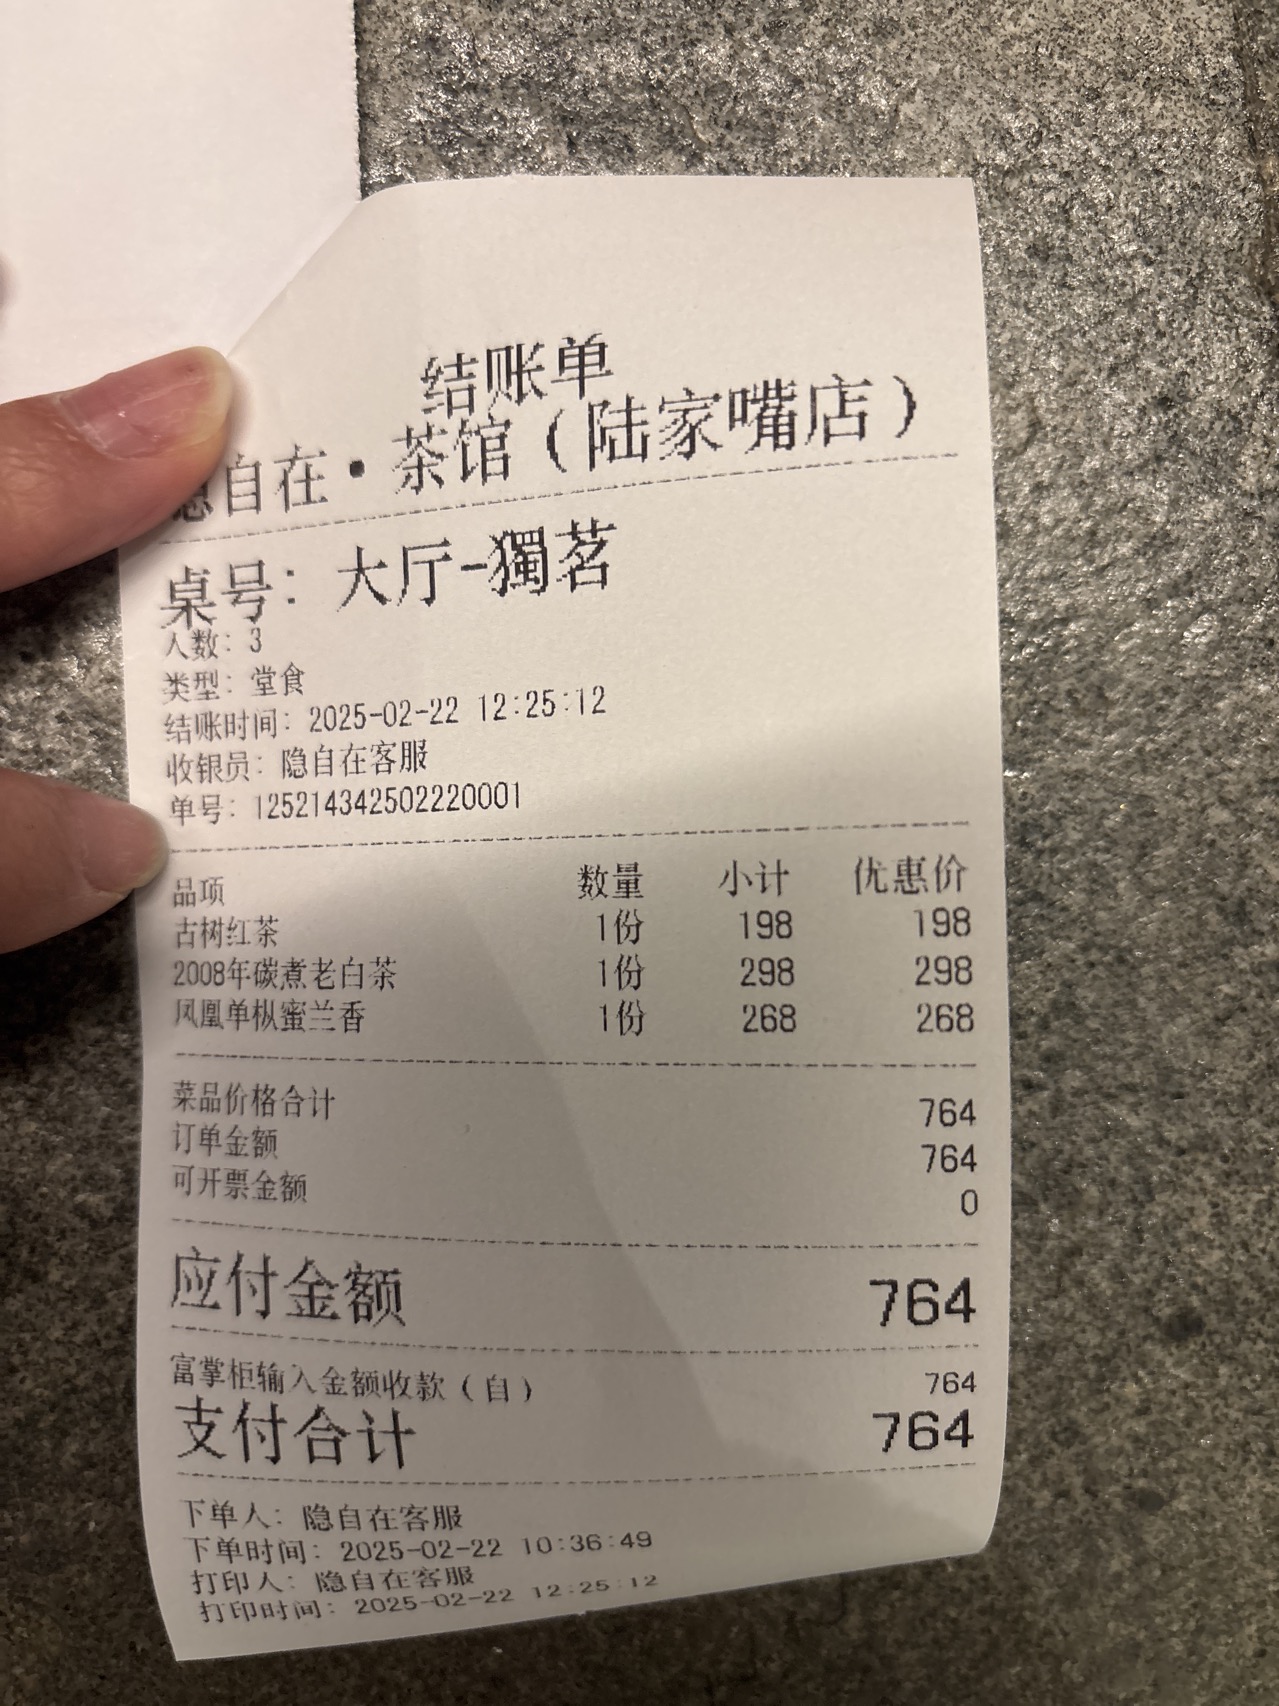 结账单
隐自在·茶馆（陆家嘴店）
桌号：大厅-獨茗
人数：3
类型：堂食
结账时间：2025-02-22 12:25:12
收银员：隐自在客服
单号：125214342502220001
品项 数量 小计 优惠价
古树红茶 1份 198 198
2008年碳煮老白茶 1份 298 298
凤凰单枞蜜兰香 1份 268 268
菜品价格合计 764
订单金额 764
可开票金额 0
应付金额 764
富掌柜输入金额收款（自） 764
支付合计 764
下单人：隐自在客服
下单时间：2025-02-22 10:36:49
打印人：隐自在客服
打印时间：2025-02-22 12:25:12